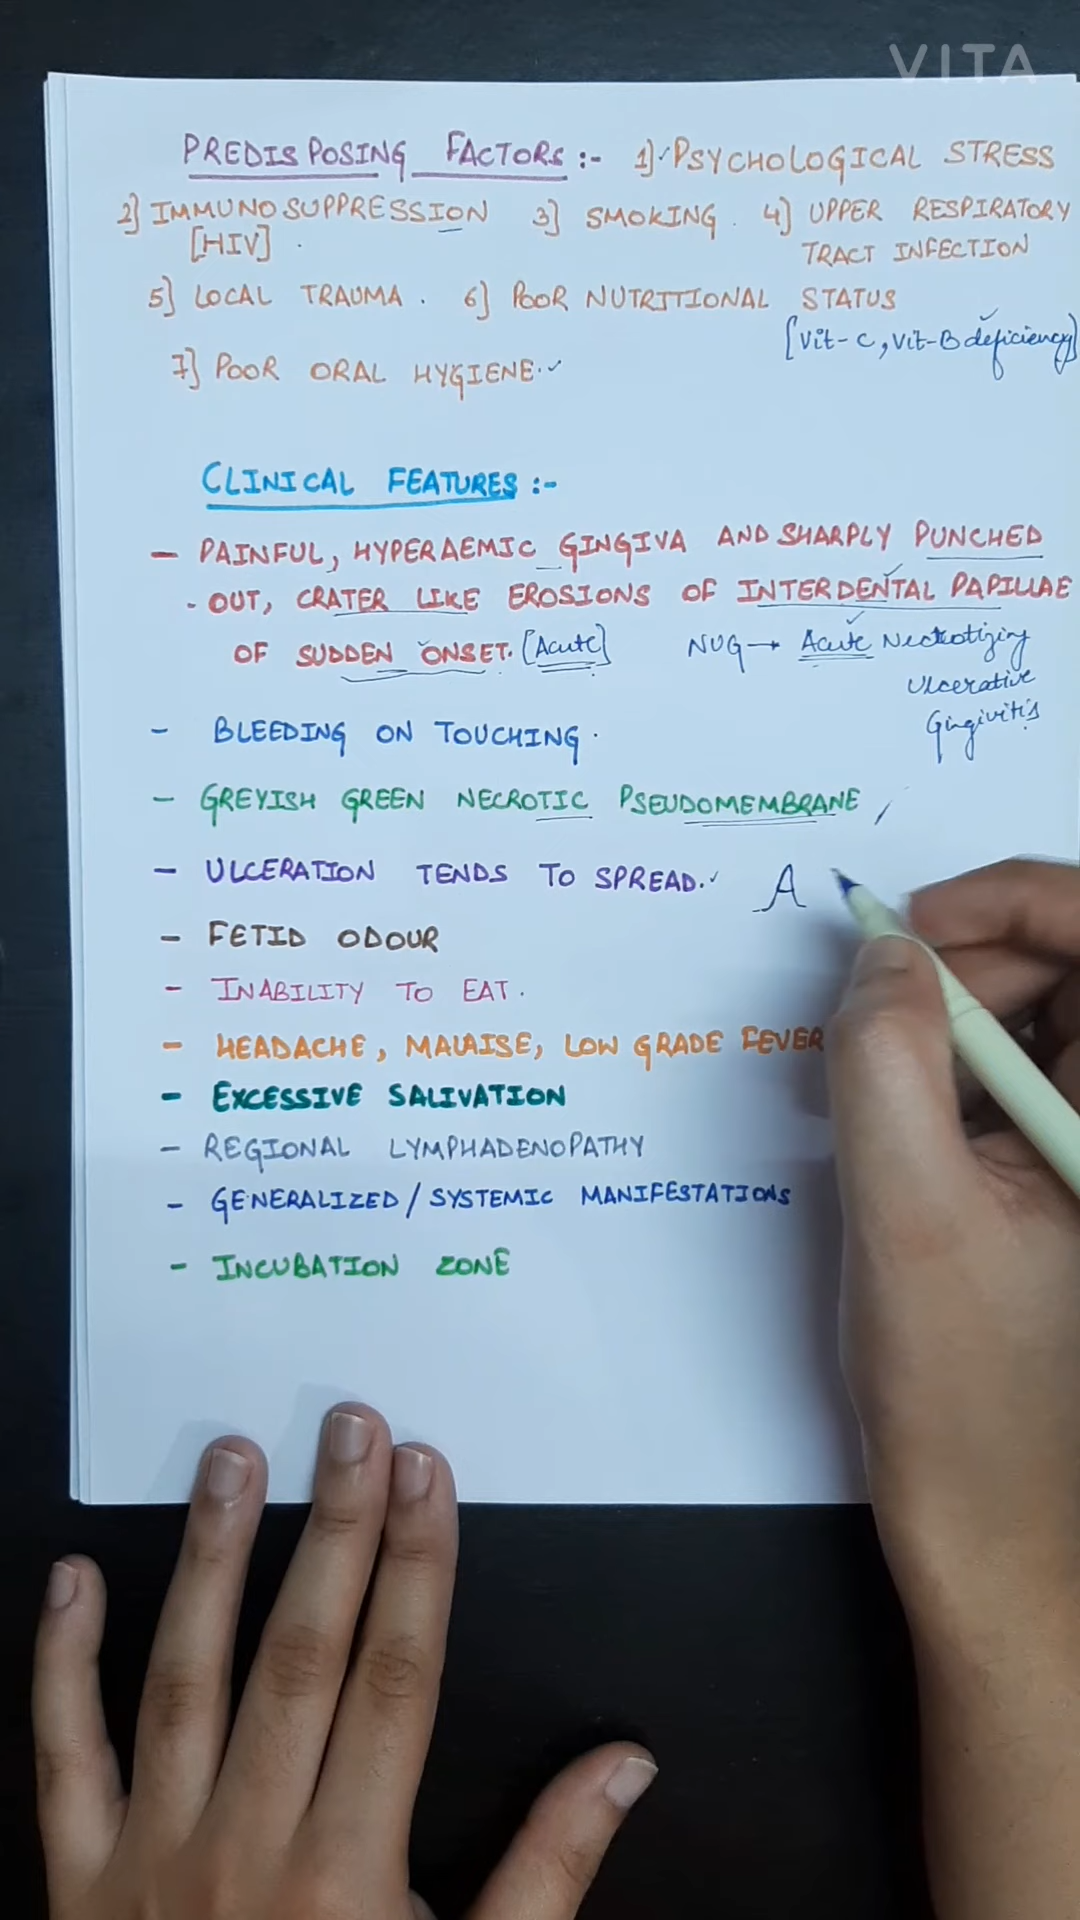 VITA
PREDISPOSING FACTORS :- 1] PSYCHOLOGICAL STRESS
2] IMMUNOSUPPRESSION 3] SMOKING. 4] UPPER RESPIRATORY
[HIV]. TRACT INFECTION
5] LOCAL TRAUMA. 6] POOR NUTRITIONAL STATUS
[Vit-C, Vit-B deficiency]
7] POOR ORAL HYGIENE.
CLINICAL FEATURES :-
- PAINFUL, HYPERAEMIC GINGIVA AND SHARPLY PUNCHED
- OUT, CRATER LIKE EROSIONS OF INTERDENTAL PAPILLAE
OF SUDDEN ONSET. [Acute] NUG → Acute Necrotizing
Ulcerative
Gingivitis
- BLEEDING ON TOUCHING.
- GREYISH GREEN NECROTIC PSEUDOMEMBRANE
- ULCERATION TENDS TO SPREAD. A
- FETID ODOUR
- INABILITY TO EAT.
- HEADACHE, MALAISE, LOW GRADE FEVER
- EXCESSIVE SALIVATION
- REGIONAL LYMPHADENOPATHY
- GENERALIZED/SYSTEMIC MANIFESTATIONS
- INCUBATION ZONE